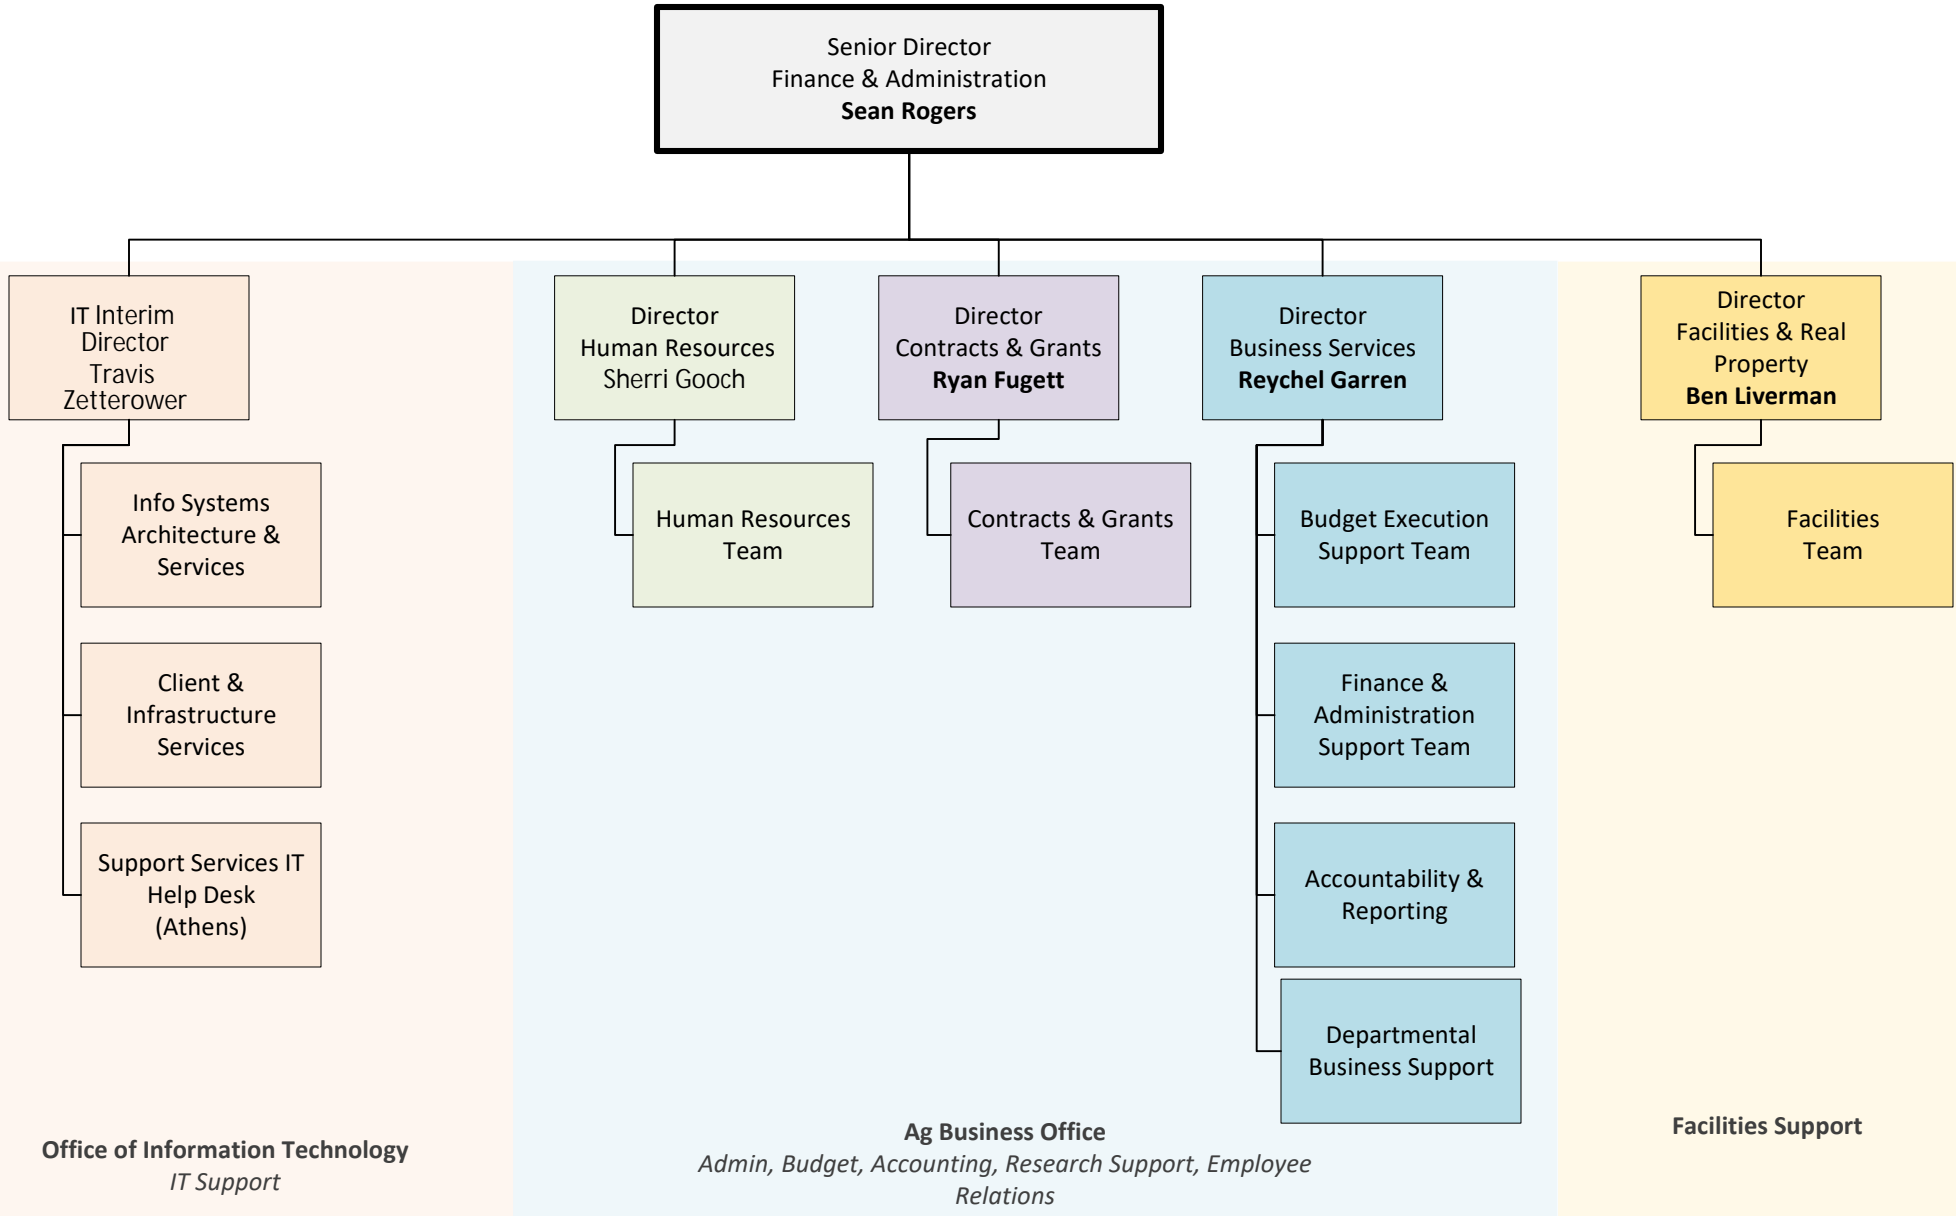 Senior Director
Finance & Administration
Sean Rogers
IT Interim
Director
Travis
Zetterower
Director
Human Resources
Sherri Gooch
Director
Contracts & Grants
Ryan Fugett
Director
Business Services
Reychel Garren
Director
Facilities & Real
Property
Ben Liverman
Info Systems
Architecture &
Services
Human Resources
Team
Contracts & Grants
Team
Budget Execution
Support Team
Facilities
Team
Client &
Infrastructure
Services
Finance &
Administration
Support Team
Support Services IT
Help Desk
(Athens)
Accountability &
Reporting
Departmental
Business Support
Office of Information Technology
IT Support
Ag Business Office
Admin, Budget, Accounting, Research Support, Employee
Relations
Facilities Support